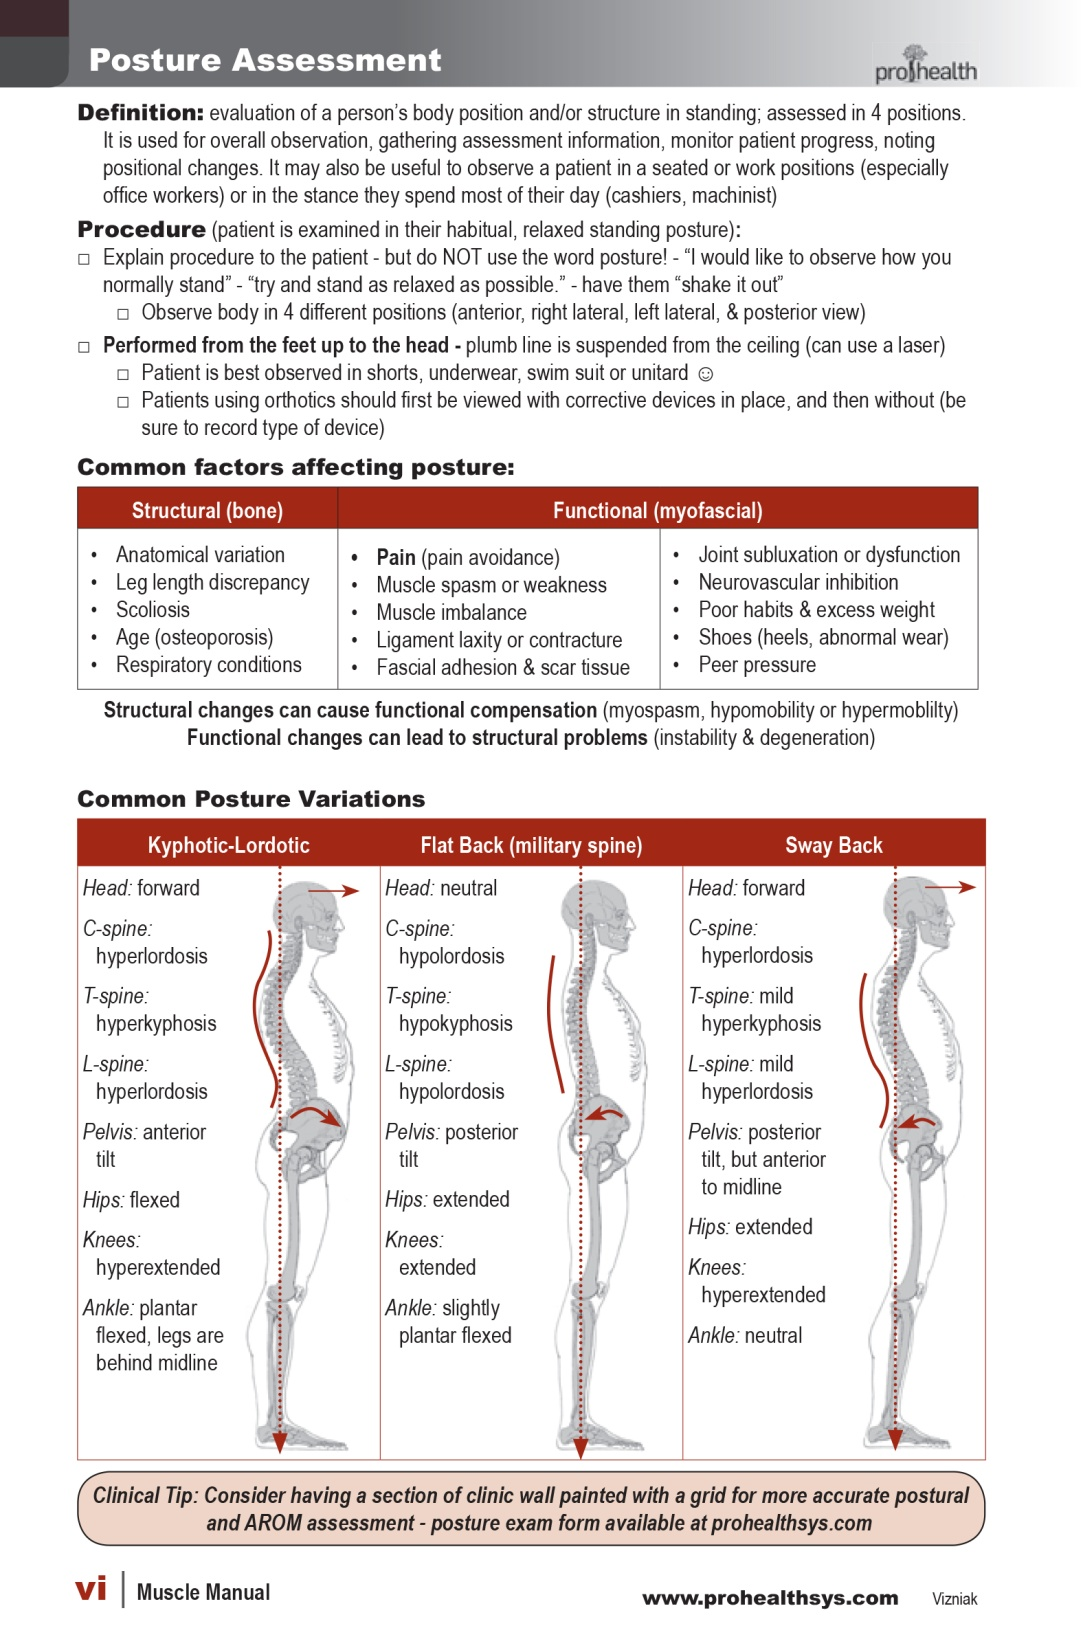 Posture Assessment
prohealth
Definition: evaluation of a person’s body position and/or structure in standing; assessed in 4 positions.
It is used for overall observation, gathering assessment information, monitor patient progress, noting
positional changes. It may also be useful to observe a patient in a seated or work positions (especially
office workers) or in the stance they spend most of their day (cashiers, machinist)
Procedure (patient is examined in their habitual, relaxed standing posture):
□ Explain procedure to the patient - but do NOT use the word posture! - “I would like to observe how you
normally stand” - “try and stand as relaxed as possible.” - have them “shake it out”
□ Observe body in 4 different positions (anterior, right lateral, left lateral, & posterior view)
□ Performed from the feet up to the head - plumb line is suspended from the ceiling (can use a laser)
□ Patient is best observed in shorts, underwear, swim suit or unitard ☺
□ Patients using orthotics should first be viewed with corrective devices in place, and then without (be
sure to record type of device)
Common factors affecting posture:
Structural (bone)
Functional (myofascial)
• Anatomical variation
• Leg length discrepancy
• Scoliosis
• Age (osteoporosis)
• Respiratory conditions
• Pain (pain avoidance)
• Muscle spasm or weakness
• Muscle imbalance
• Ligament laxity or contracture
• Fascial adhesion & scar tissue
• Joint subluxation or dysfunction
• Neurovascular inhibition
• Poor habits & excess weight
• Shoes (heels, abnormal wear)
• Peer pressure
Structural changes can cause functional compensation (myospasm, hypomobility or hypermoblilty)
Functional changes can lead to structural problems (instability & degeneration)
Common Posture Variations
Kyphotic-Lordotic
Flat Back (military spine)
Sway Back
Head: forward
C-spine:
hyperlordosis
T-spine:
hyperkyphosis
L-spine:
hyperlordosis
Pelvis: anterior
tilt
Hips: flexed
Knees:
hyperextended
Ankle: plantar
flexed, legs are
behind midline
Head: neutral
C-spine:
hypolordosis
T-spine:
hypokyphosis
L-spine:
hypolordosis
Pelvis: posterior
tilt
Hips: extended
Knees:
extended
Ankle: slightly
plantar flexed
Head: forward
C-spine:
hyperlordosis
T-spine: mild
hyperkyphosis
L-spine: mild
hyperlordosis
Pelvis: posterior
tilt, but anterior
to midline
Hips: extended
Knees:
hyperextended
Ankle: neutral
Clinical Tip: Consider having a section of clinic wall painted with a grid for more accurate postural
and AROM assessment - posture exam form available at prohealthsys.com
vi | Muscle Manual
www.prohealthsys.com Vizniak